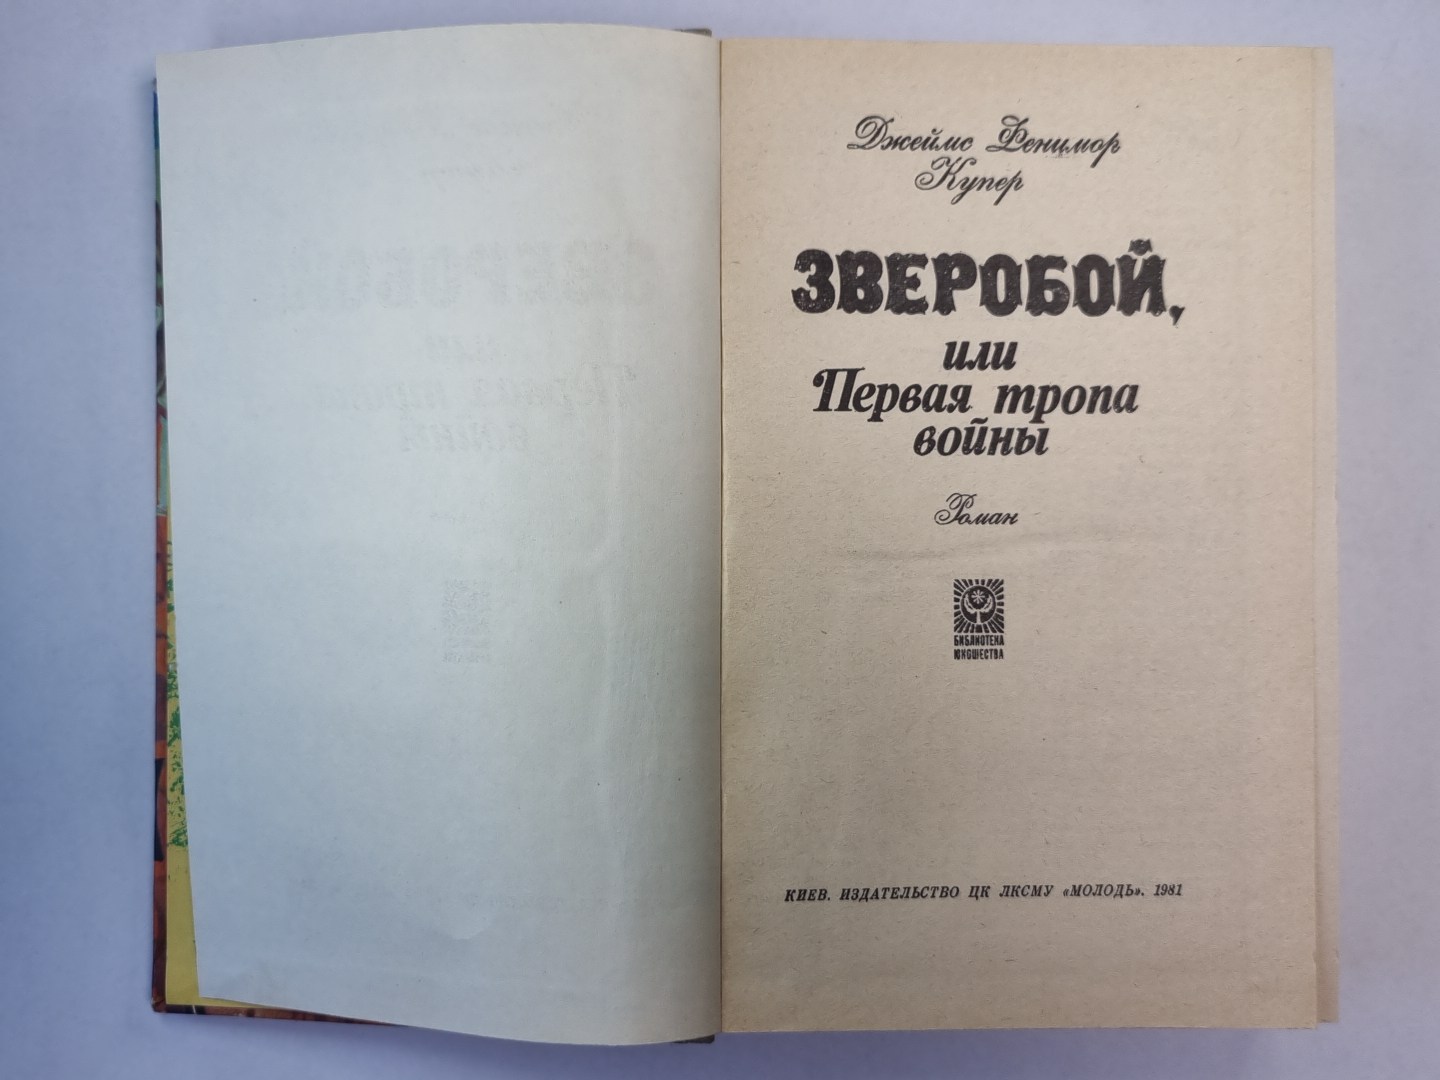 Джеймс Фенимор
Купер
ЗВЕРОБОЙ,
или
Первая тропа
войны
Роман
БИБЛИОТЕКА
ЮНОШЕСТВА
КИЕВ. ИЗДАТЕЛЬСТВО ЦК ЛКСМУ «МОЛОДЬ». 1981